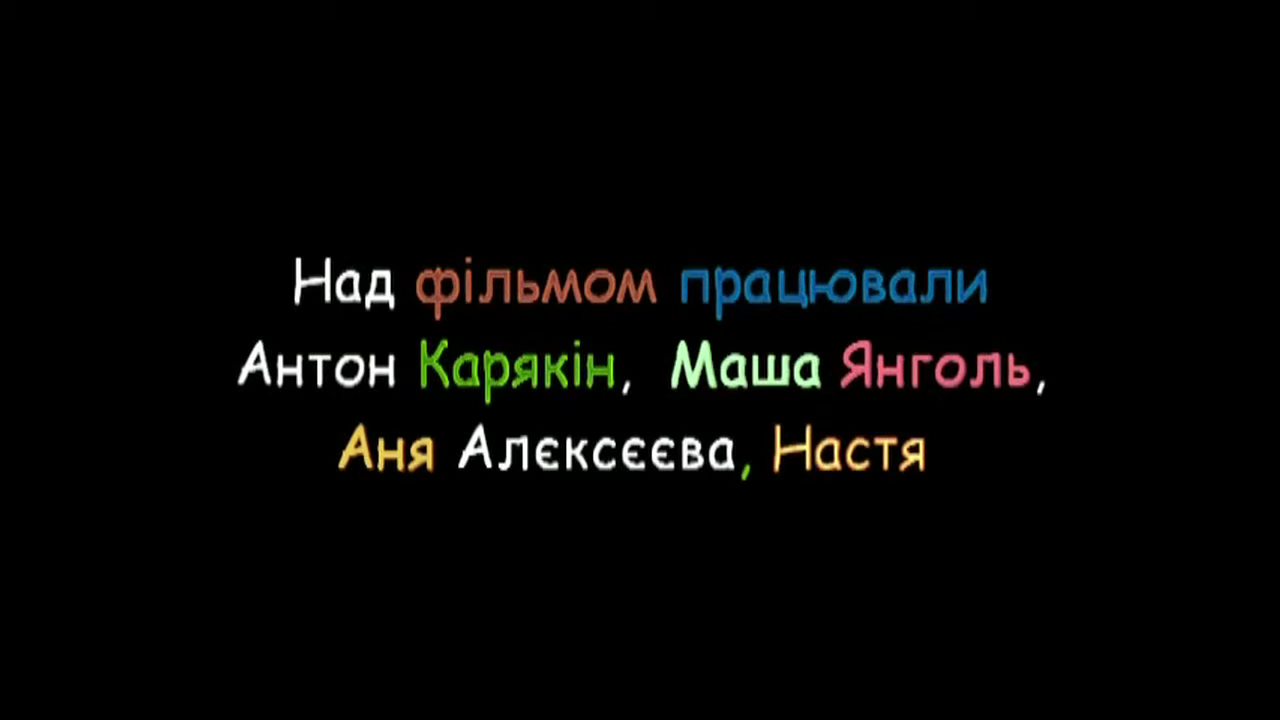 Над фільмом працювали
Антон Карякін, Маша Янголь,
Аня Алєксєєва, Настя